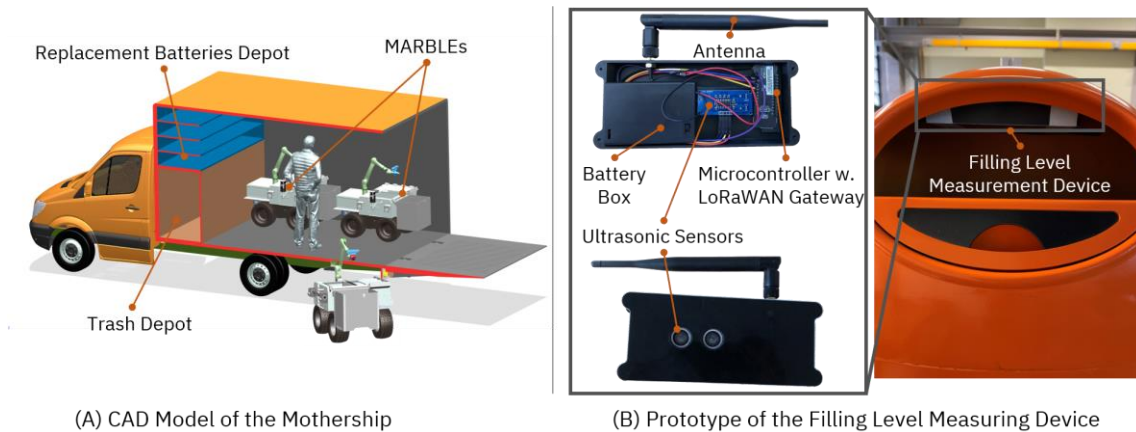 Replacement Batteries Depot
MARBLEs
Trash Depot
(A) CAD Model of the Mothership
Antenna
Battery
Box
Microcontroller w.
LoRaWAN Gateway
Ultrasonic Sensors
Filling Level
Measurement Device
(B) Prototype of the Filling Level Measuring Device